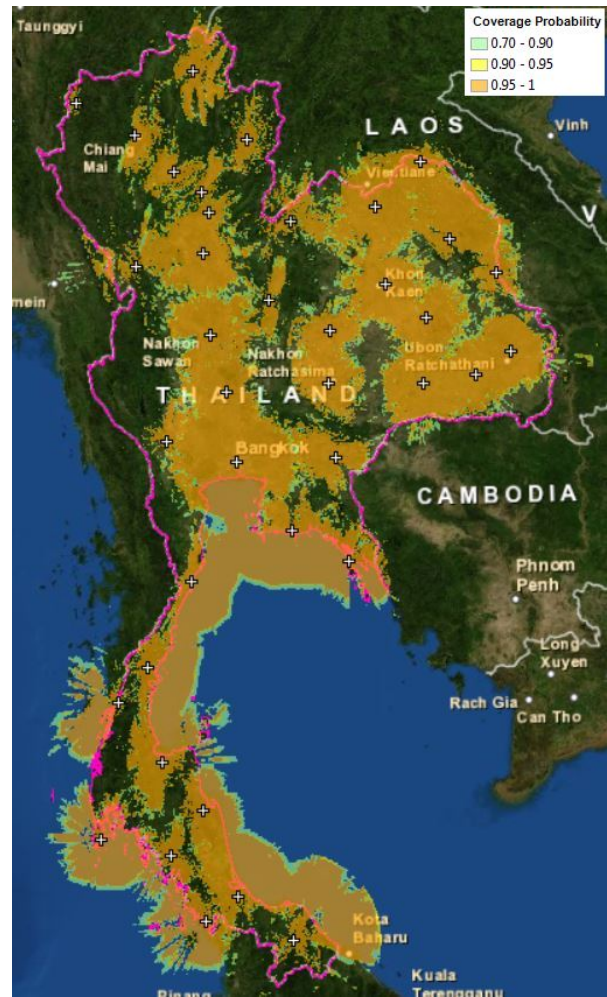 Taunggyi
Coverage Probability
0.70 - 0.90
0.90 - 0.95
0.95 - 1
LAOS
Vinh
Chiang
Mai
Vientiane
V
Khon
Kaen
mein
Nakhon
Sawan
Nakhon
Ratchasima
Ubon
Ratchathani
THAILAND
Bangkok
CAMBODIA
Phnom
Penh
Long
Xuyen
Rach Gia
Can Tho
Kota
Baharu
Kuala
Terengganu
Pinang